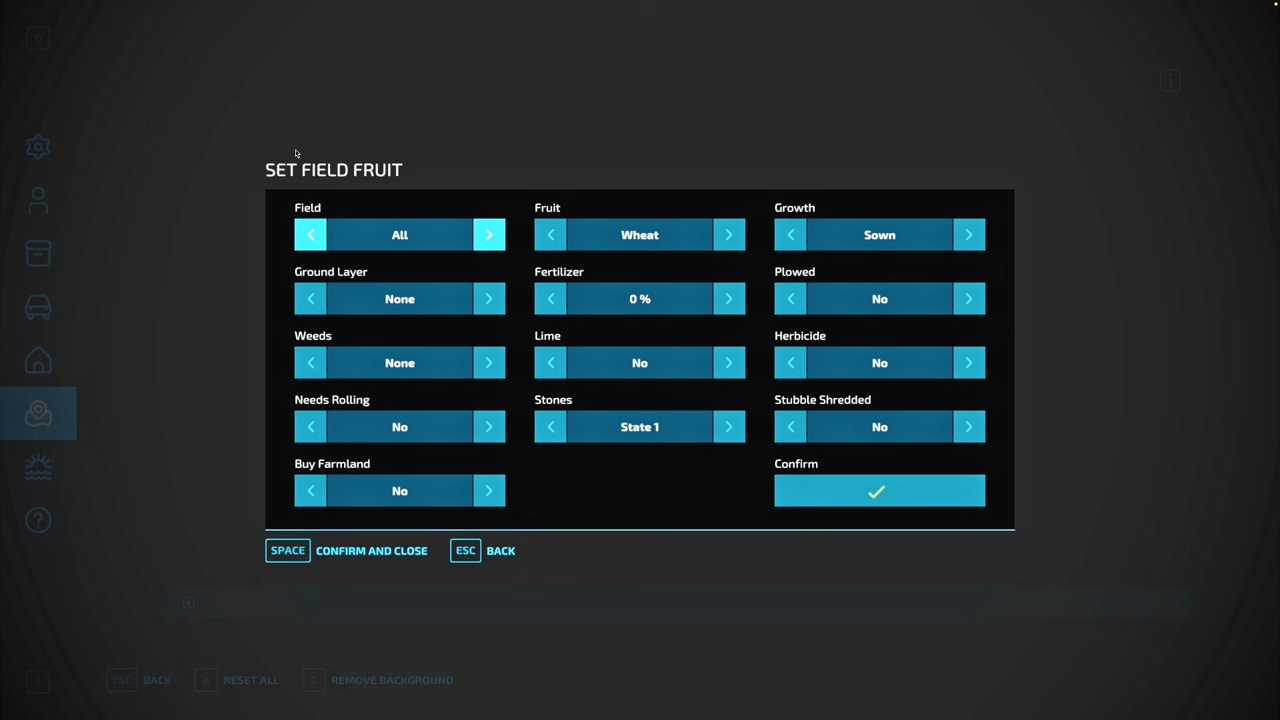 Q
SET FIELD FRUIT
Field Fruit Growth
All Wheat Sown
Ground Layer Fertilizer Plowed
None 0 % No
Weeds Lime Herbicide
None No No
Needs Rolling Stones Stubble Shredded
No State 1 No
Buy Farmland Confirm
No
SPACE CONFIRM AND CLOSE ESC BACK
ESC BACK X RESET ALL C REMOVE BACKGROUND